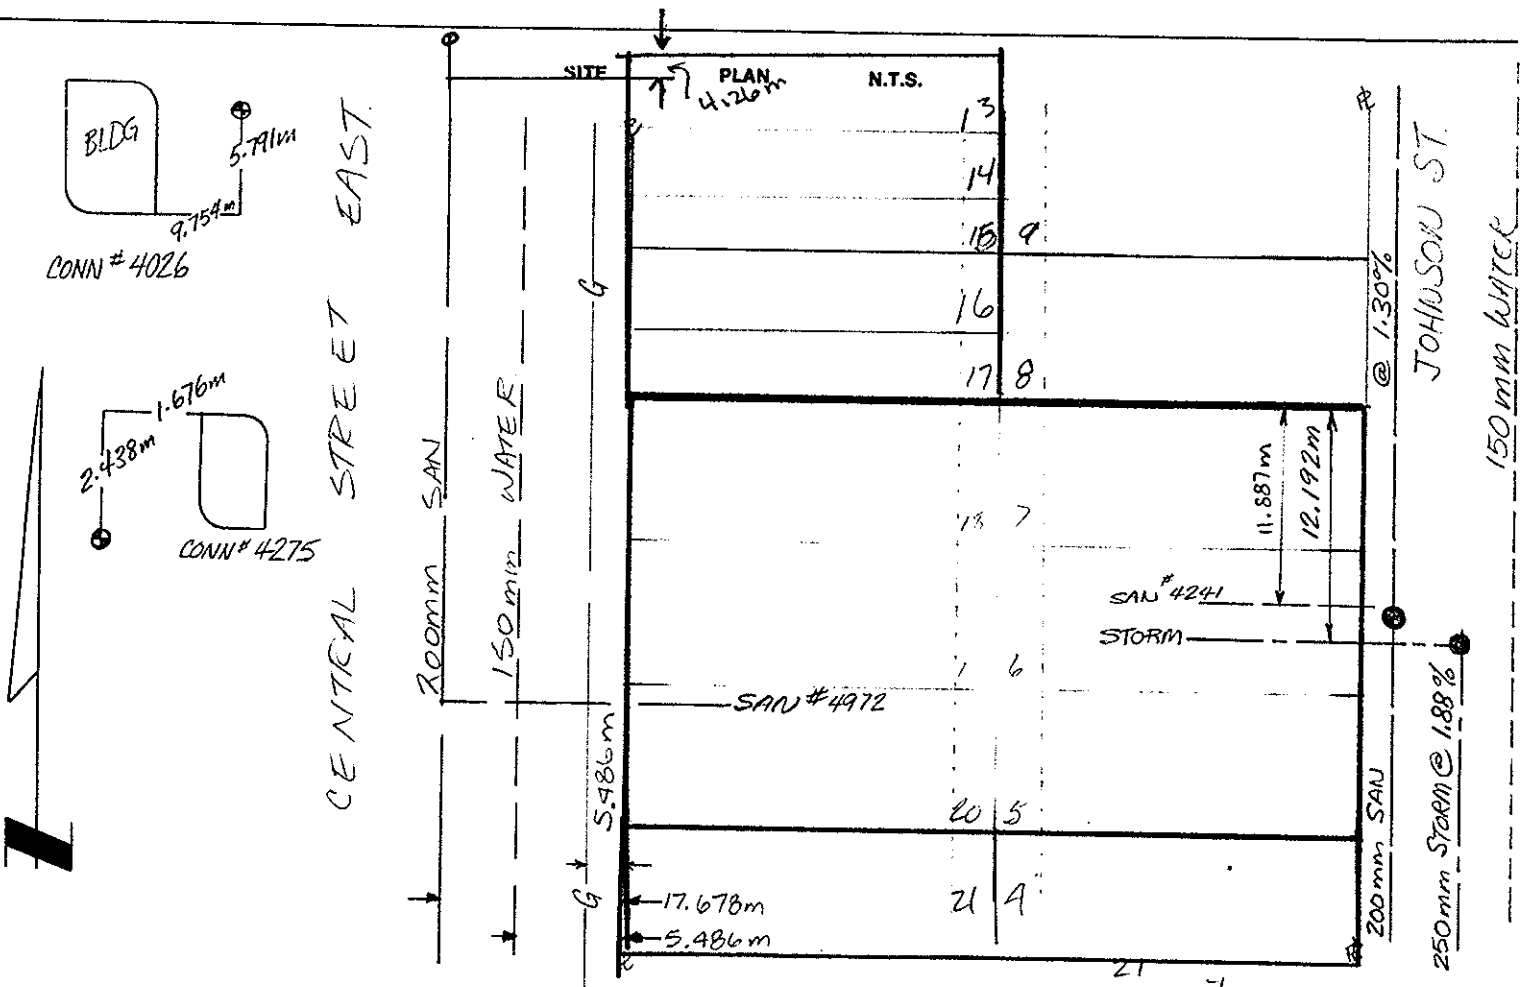 SITE PLAN N.T.S.
4.26m
BLDG
5.791m
9.754m
CONN # 4026
1.676m
2.438m
CONN # 4275
CENTRAL STREET EAST.
200mm SAN
150mm WATER
G
G
5.486m
17.678m
5.486m
13
14
15 9
16
17 8
18 7
6
20 5
21 4
21
SAN # 4972
SAN # 4241
STORM
11.887m
12.192m
@ 1.30%
200mm SAN
250mm STORM @ 1.88%
JOHNSON ST.
150mm WATER